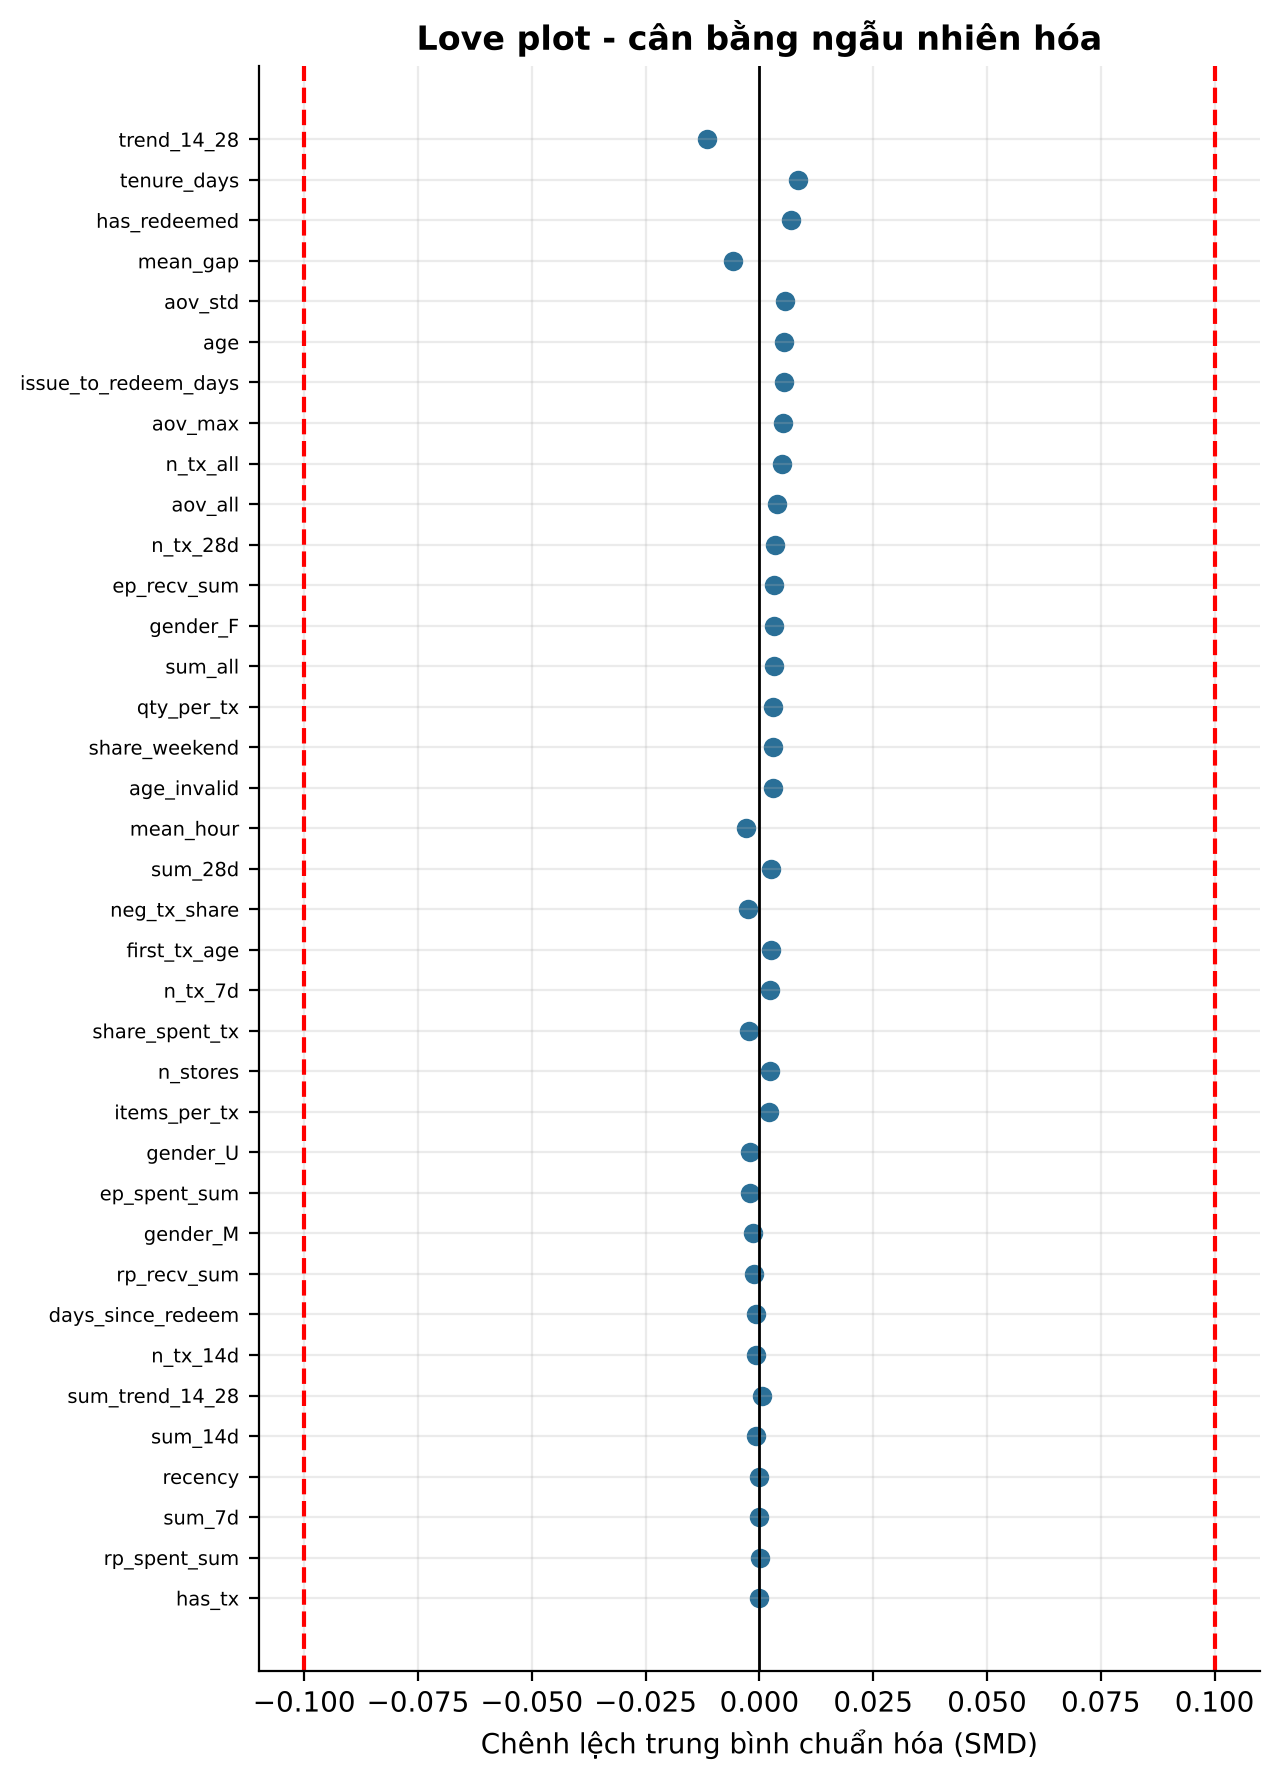 Love plot - cân bằng ngẫu nhiên hóa
trend_14_28
tenure_days
has_redeemed
mean_gap
aov_std
age
issue_to_redeem_days
aov_max
n_tx_all
aov_all
n_tx_28d
ep_recv_sum
gender_F
sum_all
qty_per_tx
share_weekend
age_invalid
mean_hour
sum_28d
neg_tx_share
first_tx_age
n_tx_7d
share_spent_tx
n_stores
items_per_tx
gender_U
ep_spent_sum
gender_M
rp_recv_sum
days_since_redeem
n_tx_14d
sum_trend_14_28
sum_14d
recency
sum_7d
rp_spent_sum
has_tx
−0.100 −0.075 −0.050 −0.025 0.000 0.025 0.050 0.075 0.100
Chênh lệch trung bình chuẩn hóa (SMD)